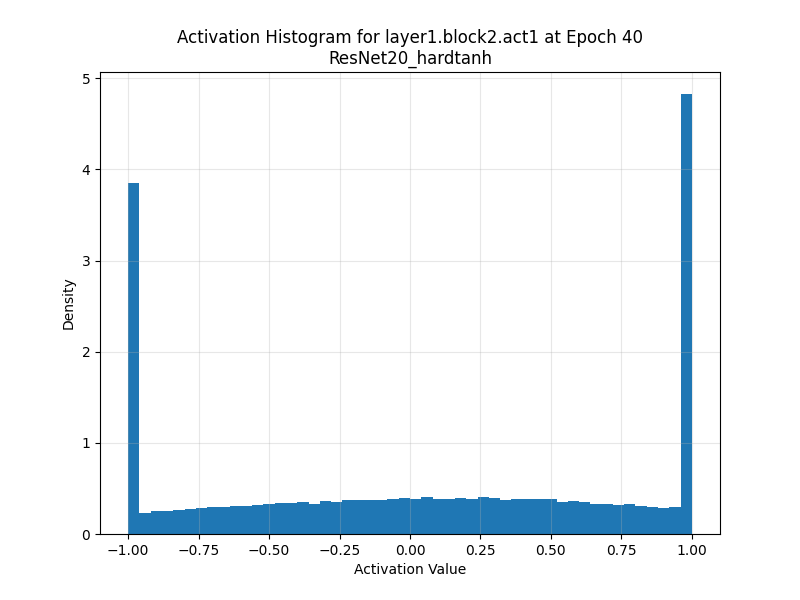 Activation Histogram for layer1.block2.act1 at Epoch 40
ResNet20_hardtanh
5
4
3
2
1
0
Density
−1.00 −0.75 −0.50 −0.25 0.00 0.25 0.50 0.75 1.00
Activation Value